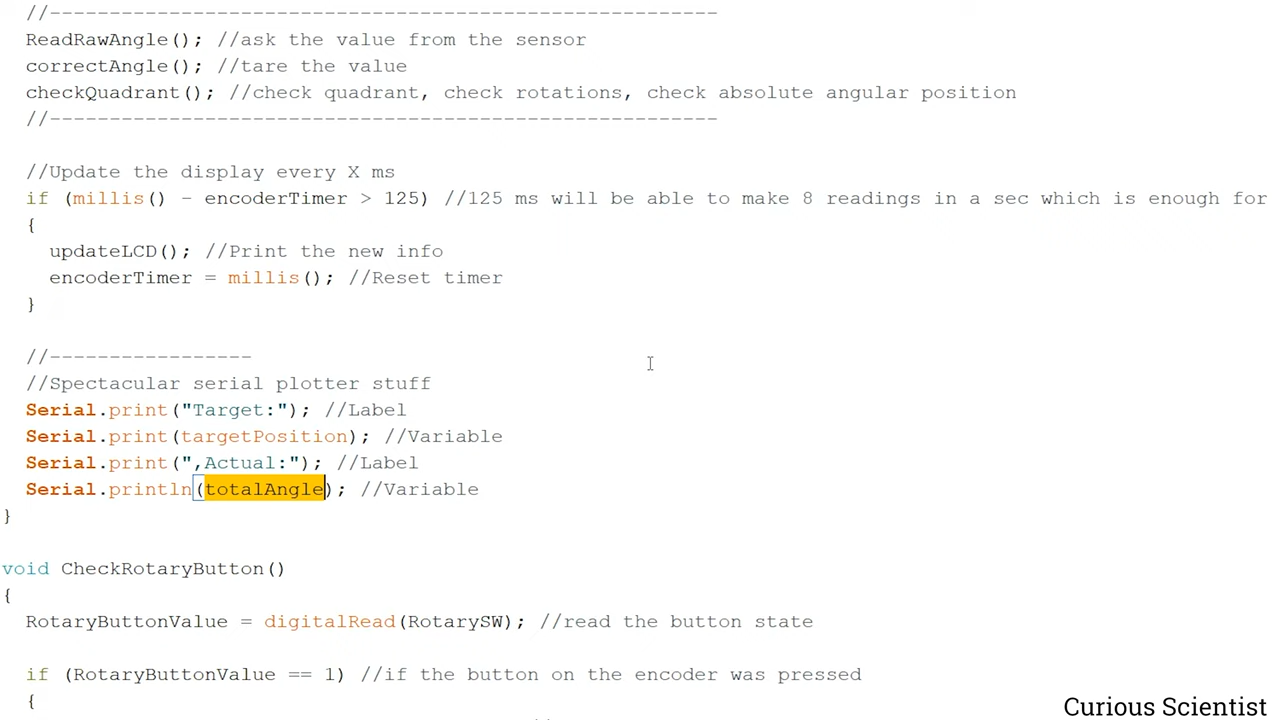 //--------------------------------------------------------
ReadRawAngle(); //ask the value from the sensor
correctAngle(); //tare the value
checkQuadrant(); //check quadrant, check rotations, check absolute angular position
//--------------------------------------------------------
//Update the display every X ms
if (millis() - encoderTimer > 125) //125 ms will be able to make 8 readings in a sec which is enough for
{
updateLCD(); //Print the new info
encoderTimer = millis(); //Reset timer
}
//-----------------
//Spectacular serial plotter stuff
Serial.print("Target:"); //Label
Serial.print(targetPosition); //Variable
Serial.print(",Actual:"); //Label
Serial.println(totalAngle); //Variable
}
void CheckRotaryButton()
{
RotaryButtonValue = digitalRead(RotarySW); //read the button state
if (RotaryButtonValue == 1) //if the button on the encoder was pressed
{
Curious Scientist